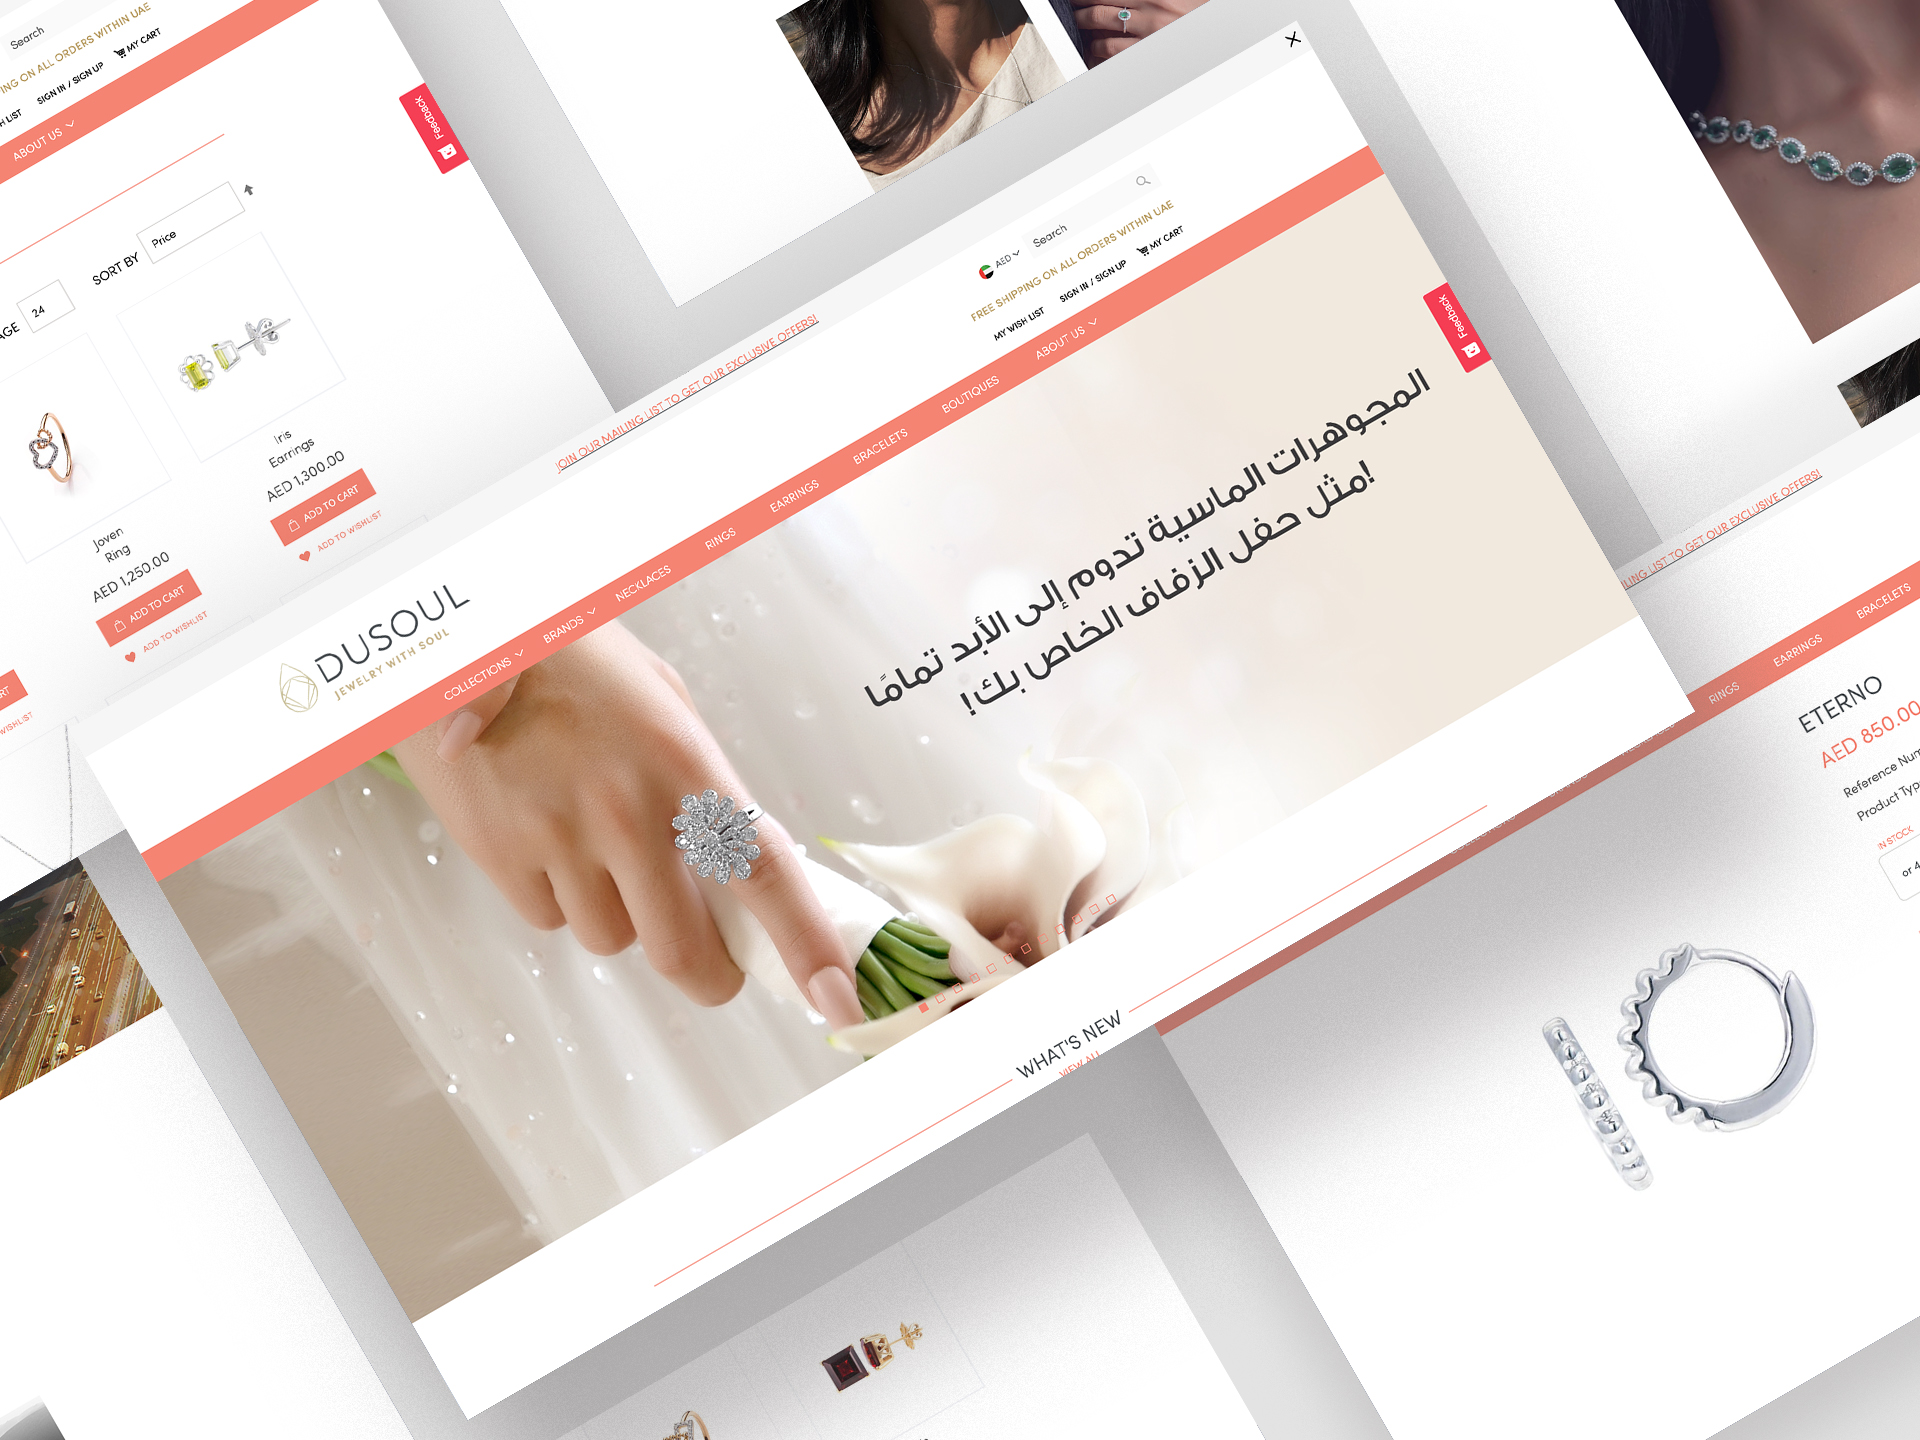 Search
ING ON ALL ORDERS WITHIN UAE
H LIST
SIGN IN / SIGN UP
MY CART
ABOUT US
Feedback
SORT BY
Price
AGE
24
Joven
Ring
AED 1,250.00
ADD TO CART
ADD TO WISHLIST
Iris
Earrings
AED 1,300.00
ADD TO CART
ADD TO WISHLIST
RT
WISHLIST
JOIN OUR MAILING LIST TO GET OUR EXCLUSIVE OFFERS!
AED
Search
FREE SHIPPING ON ALL ORDERS WITHIN UAE
MY WISH LIST
SIGN IN / SIGN UP
MY CART
DUSOUL
JEWELRY WITH SOUL
COLLECTIONS
BRANDS
NECKLACES
RINGS
EARRINGS
BRACELETS
BOUTIQUES
ABOUT US
Feedback
المجوهرات الماسية تدوم إلى الأبد تمامًا
!مثل حفل الزفاف الخاص بك!
WHAT'S NEW
VIEW ALL
ILING LIST TO GET OUR EXCLUSIVE OFFERS!
RINGS
EARRINGS
BRACELETS
ETERNO
AED 850.00
Reference Num
Product Typ
IN STOCK
or 4